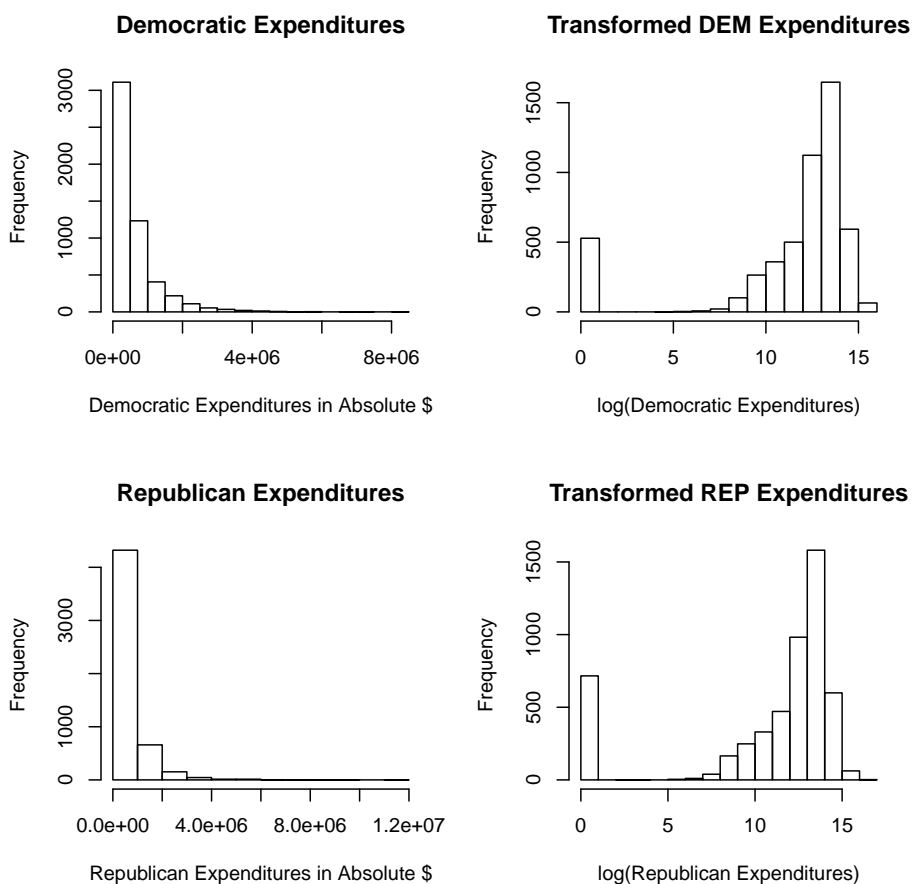 Democratic Expenditures
Frequency
0 1000 3000
0e+00 4e+06 8e+06
Democratic Expenditures in Absolute $
Transformed DEM Expenditures
Frequency
0 500 1000 1500
0 5 10 15
log(Democratic Expenditures)
Republican Expenditures
Frequency
0 1000 3000
0.0e+00 4.0e+06 8.0e+06 1.2e+07
Republican Expenditures in Absolute $
Transformed REP Expenditures
Frequency
0 500 1000 1500
0 5 10 15
log(Republican Expenditures)